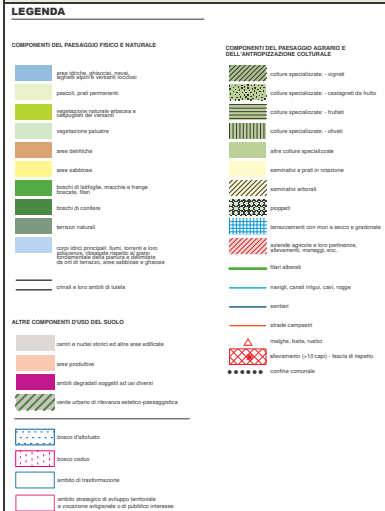 LEGENDA
COMPONENTI DEL PAESAGGIO FISICO E NATURALE
aree idriche, ghiacciai, nevai,
laghetti alpini e versanti rocciosi
pascoli, prati permanenti
vegetazione naturale erbacea e
cespuglieti dei versanti
vegetazione palustre
aree detritiche
aree sabbiose
boschi di latifoglie, macchie e frange
boscate, filari
boschi di conifere
terrazzi naturali
corpi idrici principali: fiumi, torrenti e loro
adiacenze, ribassate rispetto al piano
fondamentale della pianura e delimitate
da orli di terrazzo, aree sabbiose e ghiaiose
crinali e loro ambiti di tutela
ALTRE COMPONENTI D'USO DEL SUOLO
centri e nuclei storici ed altre aree edificate
aree produttive
ambiti degradati soggetti ad usi diversi
verde urbano di rilevanza estetico-paesaggistica
bosco d'altofusto
bosco ceduo
ambito di trasformazione
ambito strategico di sviluppo territoriale
a vocazione artigianale o di pubblico interesse
COMPONENTI DEL PAESAGGIO AGRARIO E
DELL'ANTROPIZZAZIONE COLTURALE
colture specializzate: - vigneti
colture specializzate: - castagneti da frutto
colture specializzate: - frutteti
colture specializzate: - oliveti
altre colture specializzate
seminativi e prati in rotazione
seminativi arborati
pioppeti
terrazzamenti con muri a secco e gradonate
aziende agricole e loro pertinenze,
allevamenti, maneggi, ecc.
filari alberati
navigli, canali irrigui, cavi, rogge
sentieri
strade campestri
malghe, baite, rustici
allevamento (>10 capi) - fascia di rispetto
confine comunale